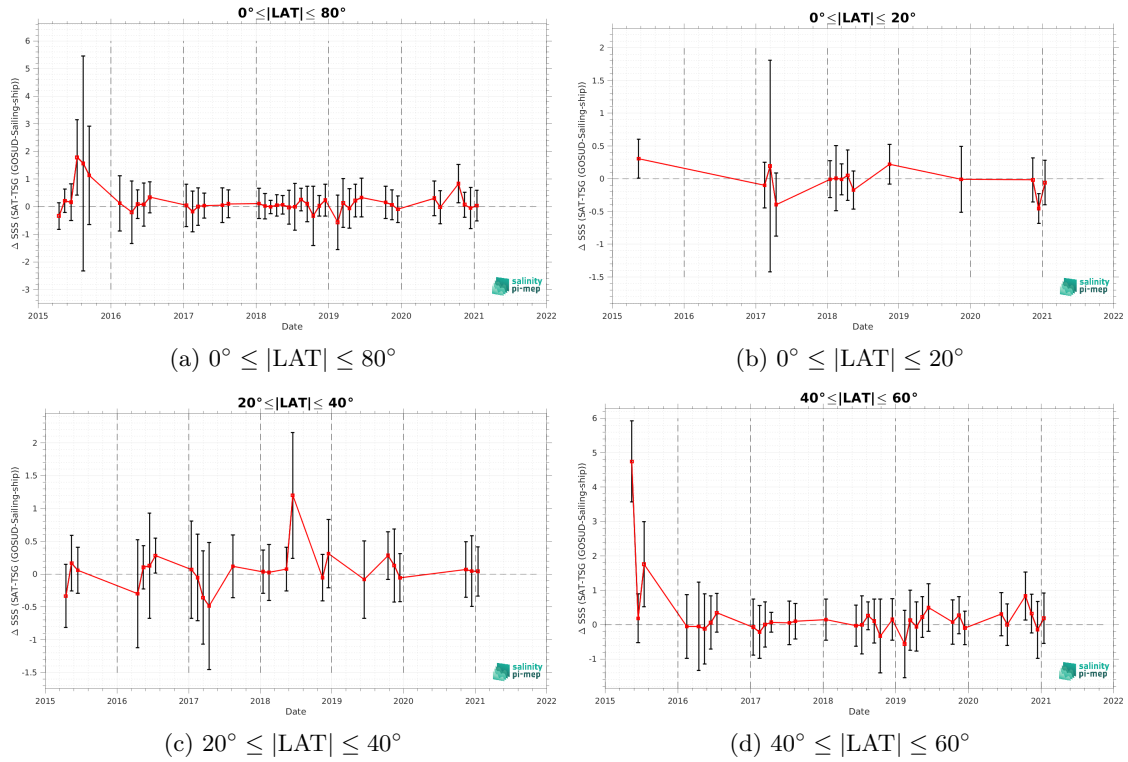 0°≤|LAT|≤ 80°
Δ SSS (SAT-TSG (GOSUD-Sailing-ship))
6
5
4
3
2
1
0
-1
-2
-3
2015 2016 2017 2018 2019 2020 2021 2022
Date
salinity
pi-mep
(a) 0° ≤ |LAT| ≤ 80°
0°≤|LAT|≤ 20°
Δ SSS (SAT-TSG (GOSUD-Sailing-ship))
2
1.5
1
0.5
0
-0.5
-1
-1.5
2015 2016 2017 2018 2019 2020 2021 2022
Date
salinity
pi-mep
(b) 0° ≤ |LAT| ≤ 20°
20°≤|LAT|≤ 40°
Δ SSS (SAT-TSG (GOSUD-Sailing-ship))
2
1.5
1
0.5
0
-0.5
-1
-1.5
2015 2016 2017 2018 2019 2020 2021 2022
Date
salinity
pi-mep
(c) 20° ≤ |LAT| ≤ 40°
40°≤|LAT|≤ 60°
Δ SSS (SAT-TSG (GOSUD-Sailing-ship))
6
5
4
3
2
1
0
-1
2015 2016 2017 2018 2019 2020 2021 2022
Date
salinity
pi-mep
(d) 40° ≤ |LAT| ≤ 60°